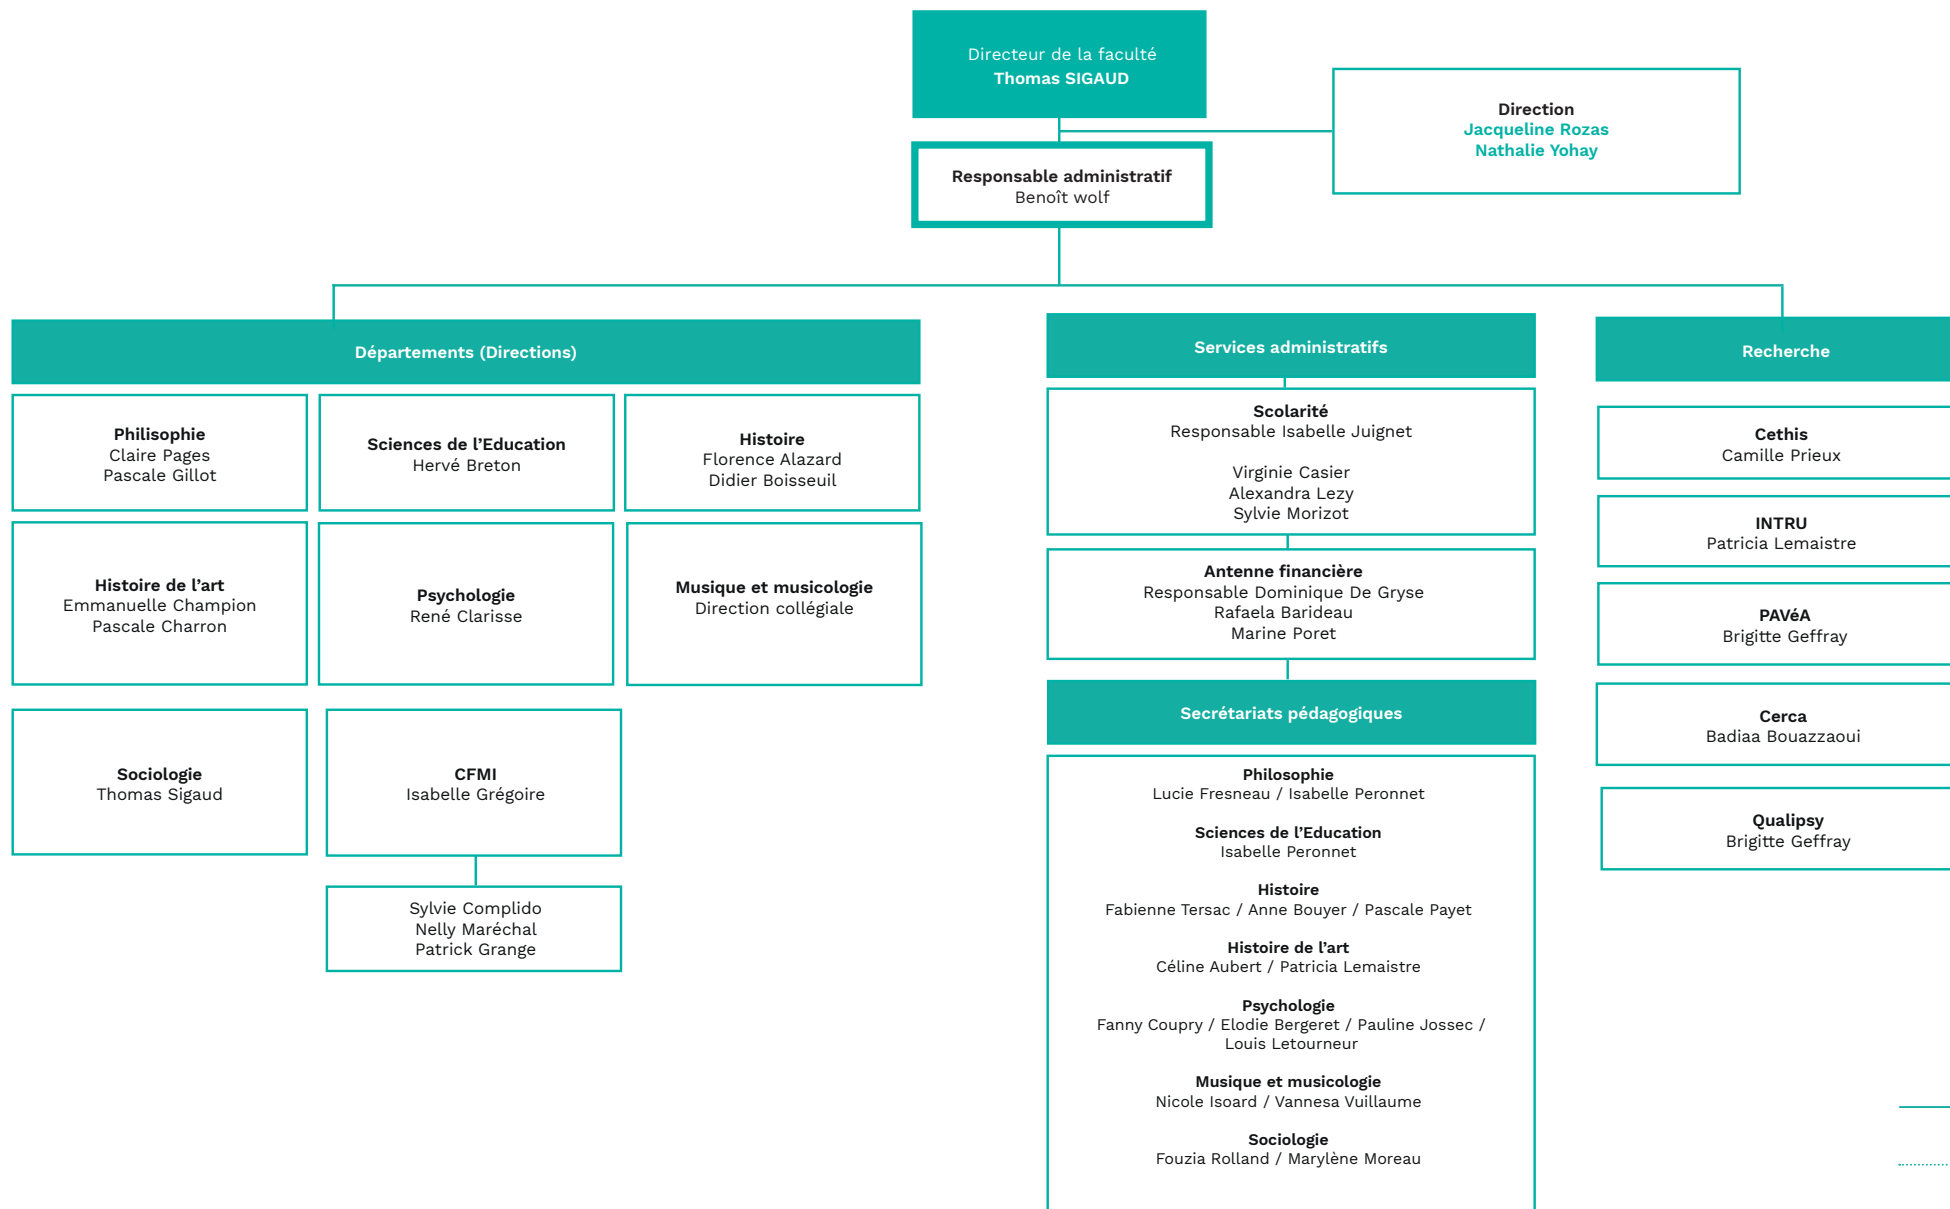 Directeur de la faculté
Thomas SIGAUD
Direction
Jacqueline Rozas
Nathalie Yohay
Responsable administratif
Benoît wolf
Départements (Directions)
Philisophie
Claire Pages
Pascale Gillot
Sciences de l’Education
Hervé Breton
Histoire
Florence Alazard
Didier Boisseuil
Histoire de l’art
Emmanuelle Champion
Pascale Charron
Psychologie
René Clarisse
Musique et musicologie
Direction collégiale
Sociologie
Thomas Sigaud
CFMI
Isabelle Grégoire
Sylvie Complido
Nelly Maréchal
Patrick Grange
Services administratifs
Scolarité
Responsable Isabelle Juignet
Virginie Casier
Alexandra Lezy
Sylvie Morizot
Antenne financière
Responsable Dominique De Gryse
Rafaela Barideau
Marine Poret
Secrétariats pédagogiques
Philosophie
Lucie Fresneau / Isabelle Peronnet
Sciences de l’Education
Isabelle Peronnet
Histoire
Fabienne Tersac / Anne Bouyer / Pascale Payet
Histoire de l’art
Céline Aubert / Patricia Lemaistre
Psychologie
Fanny Coupry / Elodie Bergeret / Pauline Jossec /
Louis Letourneur
Musique et musicologie
Nicole Isoard / Vannesa Vuillaume
Sociologie
Fouzia Rolland / Marylène Moreau
Recherche
Cethis
Camille Prieux
INTRU
Patricia Lemaistre
PAVéA
Brigitte Geffray
Cerca
Badiaa Bouazzaoui
Qualipsy
Brigitte Geffray